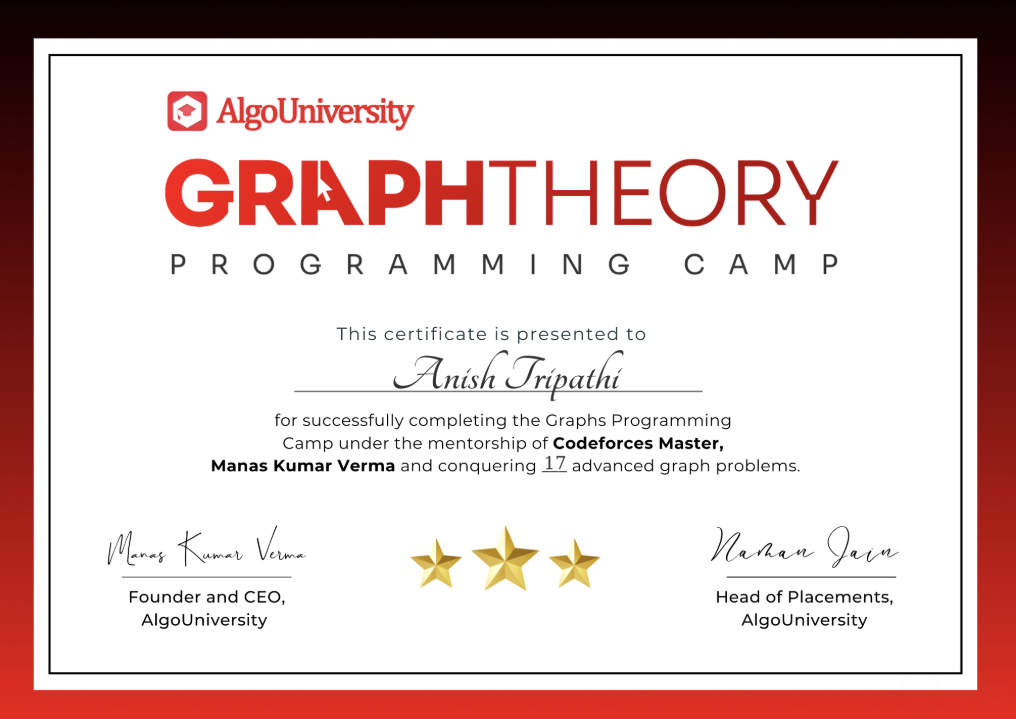 AlgoUniversity
GRAPHTHEORY
PROGRAMMING CAMP
This certificate is presented to
Anish Tripathi
for successfully completing the Graphs Programming
Camp under the mentorship of Codeforces Master,
Manas Kumar Verma and conquering 17 advanced graph problems.
Manas Kumar Verma
Founder and CEO,
AlgoUniversity
Naman Jain
Head of Placements,
AlgoUniversity